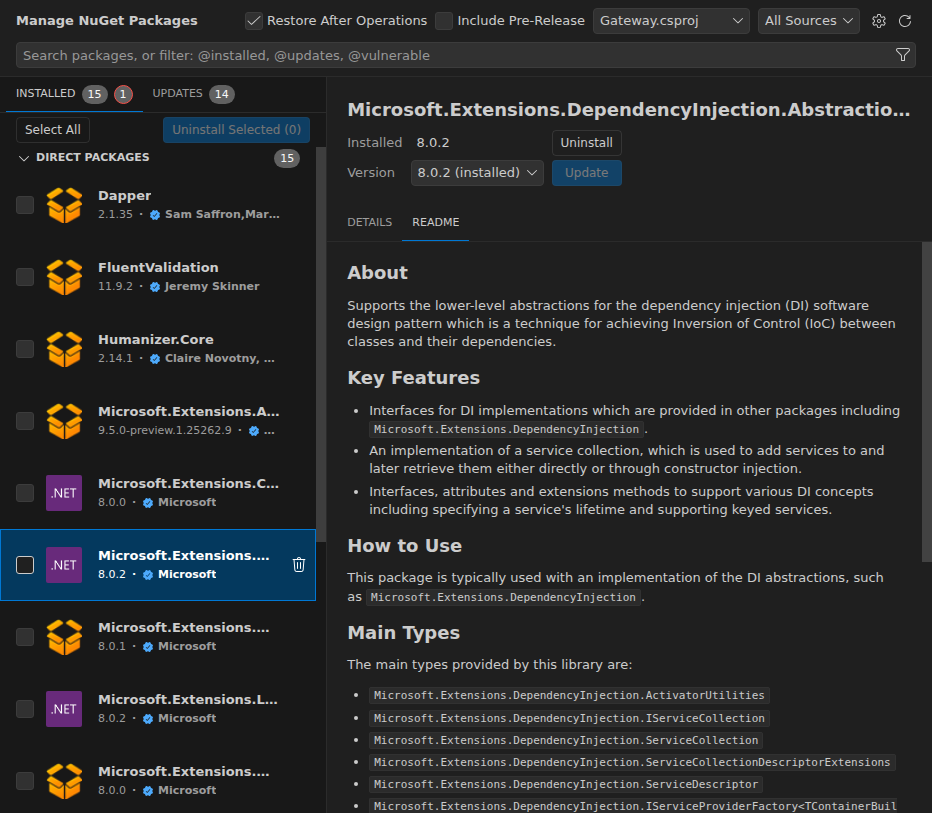 Manage NuGet Packages
Restore After Operations
Include Pre-Release
Gateway.csproj
All Sources
Search packages, or filter: @installed, @updates, @vulnerable
INSTALLED 15 1 UPDATES 14
Select All
Uninstall Selected (0)
DIRECT PACKAGES 15
Dapper
2.1.35 · Sam Saffron,Mar...
FluentValidation
11.9.2 · Jeremy Skinner
Humanizer.Core
2.14.1 · Claire Novotny, ...
Microsoft.Extensions.A...
9.5.0-preview.1.25262.9 · ...
.NET
Microsoft.Extensions.C...
8.0.0 · Microsoft
.NET
Microsoft.Extensions....
8.0.2 · Microsoft
Microsoft.Extensions....
8.0.1 · Microsoft
.NET
Microsoft.Extensions.L...
8.0.2 · Microsoft
Microsoft.Extensions....
8.0.0 · Microsoft
Microsoft.Extensions.DependencyInjection.Abstractio...
Installed 8.0.2 Uninstall
Version 8.0.2 (installed) Update
DETAILS README
About
Supports the lower-level abstractions for the dependency injection (DI) software
design pattern which is a technique for achieving Inversion of Control (IoC) between
classes and their dependencies.
Key Features
• Interfaces for DI implementations which are provided in other packages including
Microsoft.Extensions.DependencyInjection.
• An implementation of a service collection, which is used to add services to and
later retrieve them either directly or through constructor injection.
• Interfaces, attributes and extensions methods to support various DI concepts
including specifying a service's lifetime and supporting keyed services.
How to Use
This package is typically used with an implementation of the DI abstractions, such
as Microsoft.Extensions.DependencyInjection.
Main Types
The main types provided by this library are:
• Microsoft.Extensions.DependencyInjection.ActivatorUtilities
• Microsoft.Extensions.DependencyInjection.IServiceCollection
• Microsoft.Extensions.DependencyInjection.ServiceCollection
• Microsoft.Extensions.DependencyInjection.ServiceCollectionDescriptorExtensions
• Microsoft.Extensions.DependencyInjection.ServiceDescriptor
• Microsoft.Extensions.DependencyInjection.IServiceProviderFactory<TContainerBuil